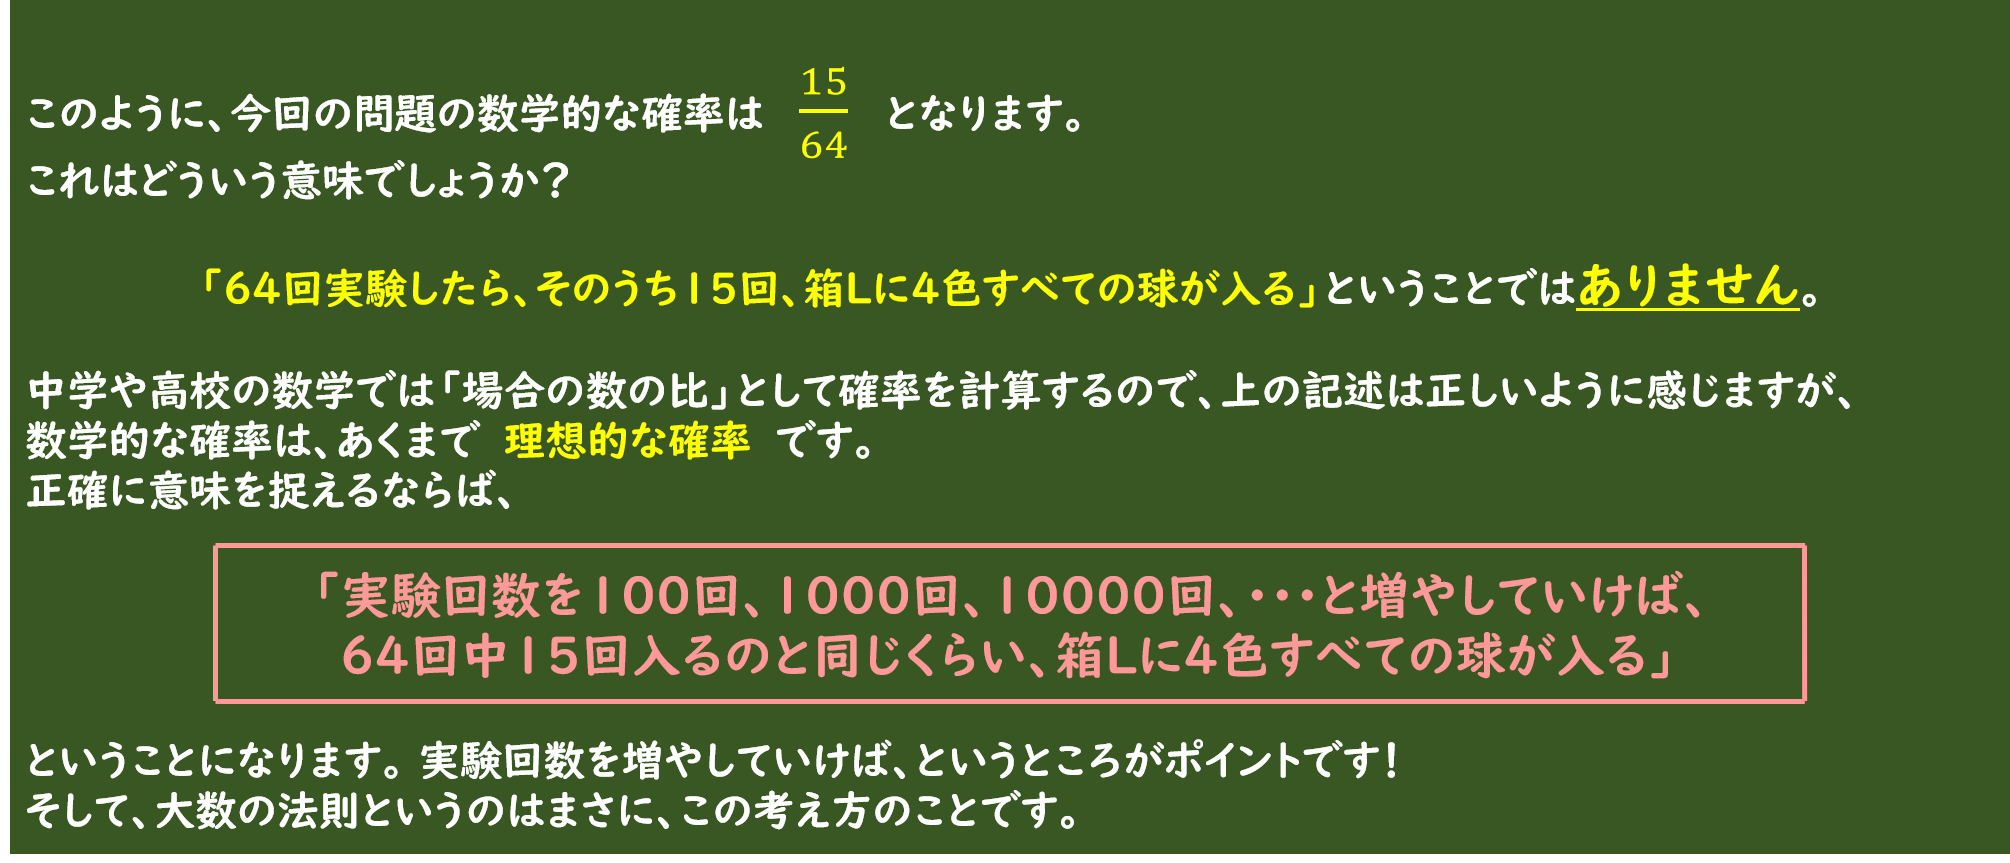 このように、今回の問題の数学的な確率は 15/64 となります。
これはどういう意味でしょうか?
「64回実験したら、そのうち15回、箱Lに4色すべての球が入る」ということではありません。
中学や高校の数学では「場合の数の比」として確率を計算するので、上の記述は正しいように感じますが、
数学的な確率は、あくまで 理想的な確率 です。
正確に意味を捉えるならば、
「実験回数を100回、1000回、10000回、・・・と増やしていけば、
64回中15回入るのと同じくらい、箱Lに4色すべての球が入る」
ということになります。実験回数を増やしていけば、というところがポイントです!
そして、大数の法則というのはまさに、この考え方のことです。